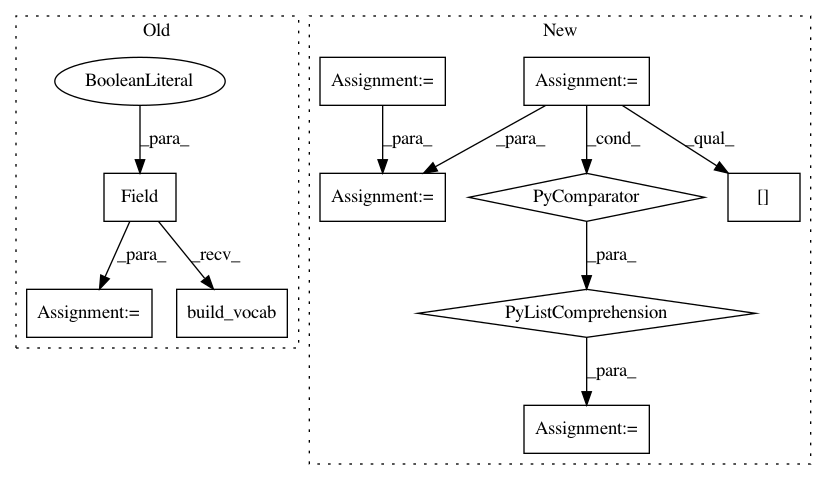 Old
New
BooleanLiteral
Assignment:=
Assignment:=
_para_
_para_
_para_
_cond_
_qual_
Field
Assignment:=
PyComparator
[]
_para_
_recv_
_para_
Assignment:=
build_vocab
PyListComprehension
_para_
Assignment:=